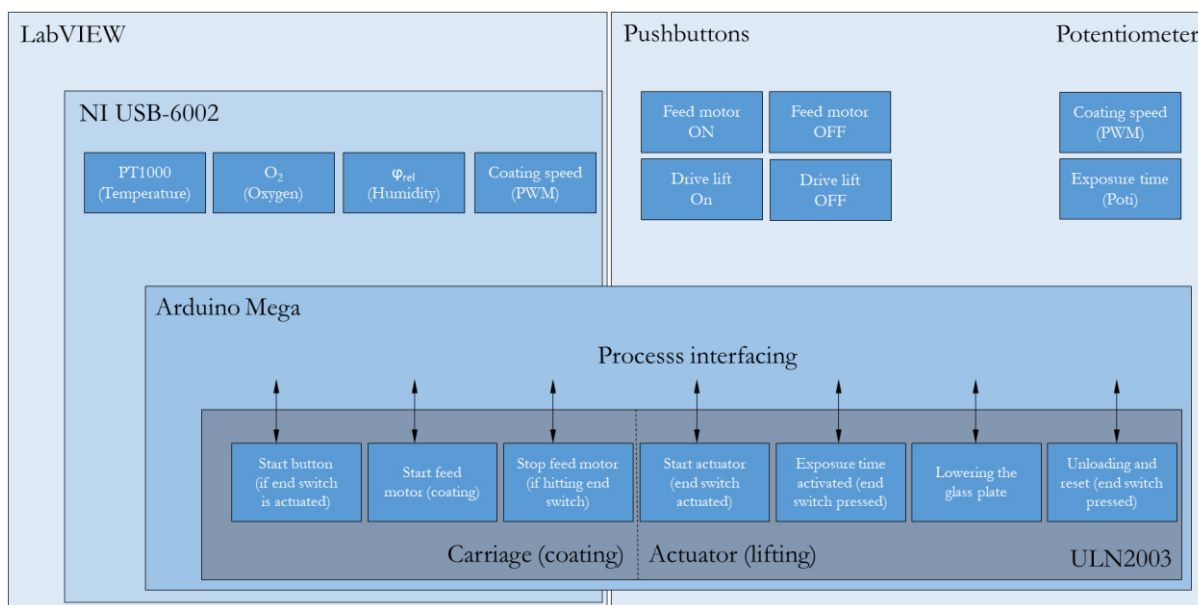 LabVIEW
Pushbuttons
Potentiometer
NI USB-6002
PT1000
(Temperature)
O₂
(Oxygen)
φrel
(Humidity)
Coating speed
(PWM)
Feed motor
ON
Feed motor
OFF
Drive lift
On
Drive lift
OFF
Coating speed
(PWM)
Exposure time
(Poti)
Arduino Mega
Processs interfacing
Start button
(if end switch
is actuated)
Start feed
motor (coating)
Stop feed motor
(if hitting end
switch)
Start actuator
(end switch
actuated)
Exposure time
activated (end
switch pressed)
Lowering the
glass plate
Unloading and
reset (end switch
pressed)
Carriage (coating)
Actuator (lifting)
ULN2003